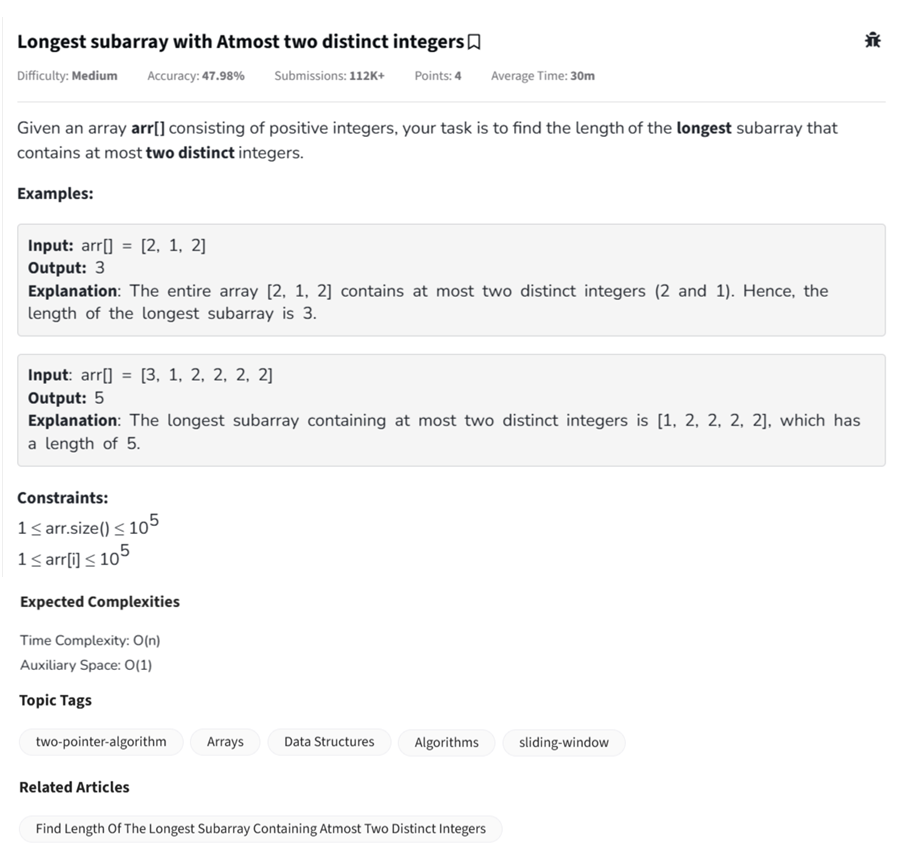 Longest subarray with Atmost two distinct integers
Difficulty: Medium Accuracy: 47.98% Submissions: 112K+ Points: 4 Average Time: 30m
Given an array arr[] consisting of positive integers, your task is to find the length of the longest subarray that
contains at most two distinct integers.
Examples:
Input: arr[] = [2, 1, 2]
Output: 3
Explanation: The entire array [2, 1, 2] contains at most two distinct integers (2 and 1). Hence, the
length of the longest subarray is 3.
Input: arr[] = [3, 1, 2, 2, 2, 2]
Output: 5
Explanation: The longest subarray containing at most two distinct integers is [1, 2, 2, 2, 2], which has
a length of 5.
Constraints:
1 ≤ arr.size() ≤ 10^5
1 ≤ arr[i] ≤ 10^5
Expected Complexities
Time Complexity: O(n)
Auxiliary Space: O(1)
Topic Tags
two-pointer-algorithm Arrays Data Structures Algorithms sliding-window
Related Articles
Find Length Of The Longest Subarray Containing Atmost Two Distinct Integers